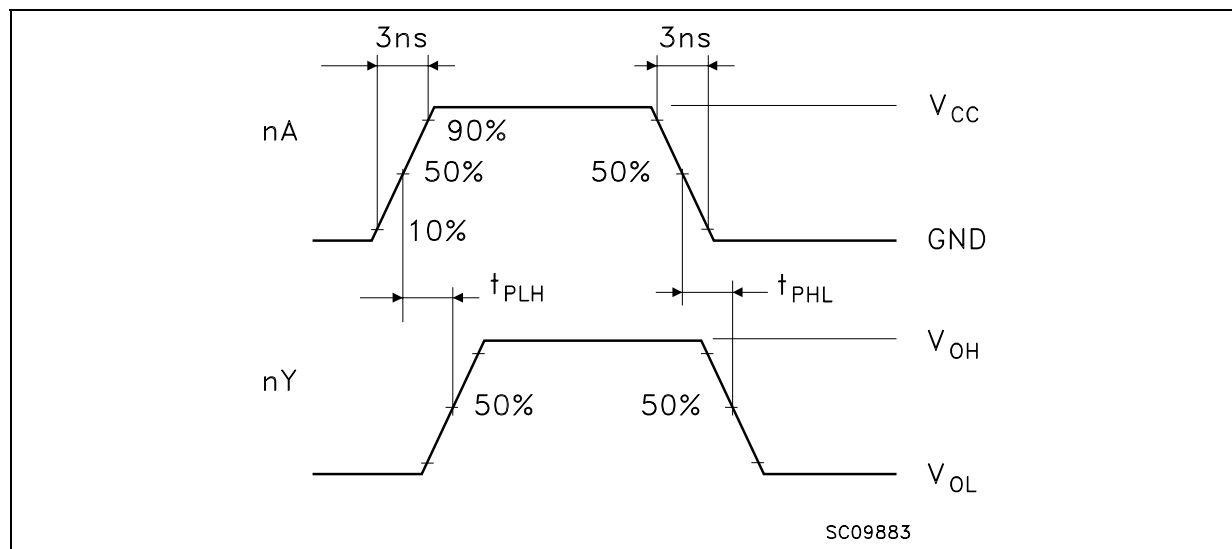 3ns 3ns
V_CC
nA
90%
50% 50%
10%
GND
t_PLH t_PHL
V_OH
nY
50% 50%
V_OL
SC09883